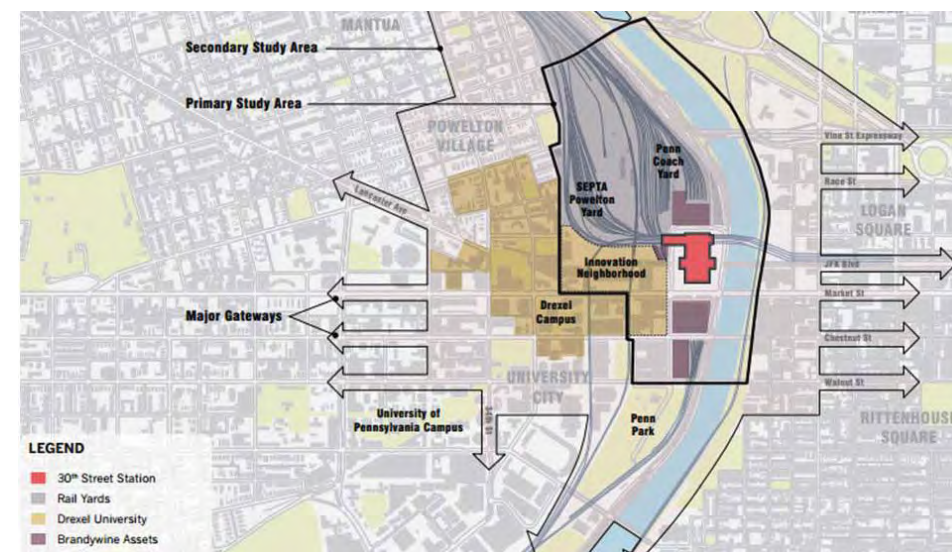 MANTUA
Secondary Study Area
Primary Study Area
POWELTON
VILLAGE
Lancaster Ave
Penn
Coach
Yard
SEPTA
Powelton
Yard
Vine St Expressway
Race St
LOGAN
SQUARE
Innovation
Neighborhood
JFK Blvd
Market St
Major Gateways
Drexel
Campus
Chestnut St
UNIVERSITY
CITY
Walnut St
University of
Pennsylvania Campus
34th St
Penn
Park
RITTENHOUSE
SQUARE
LEGEND
30th Street Station
Rail Yards
Drexel University
Brandywine Assets